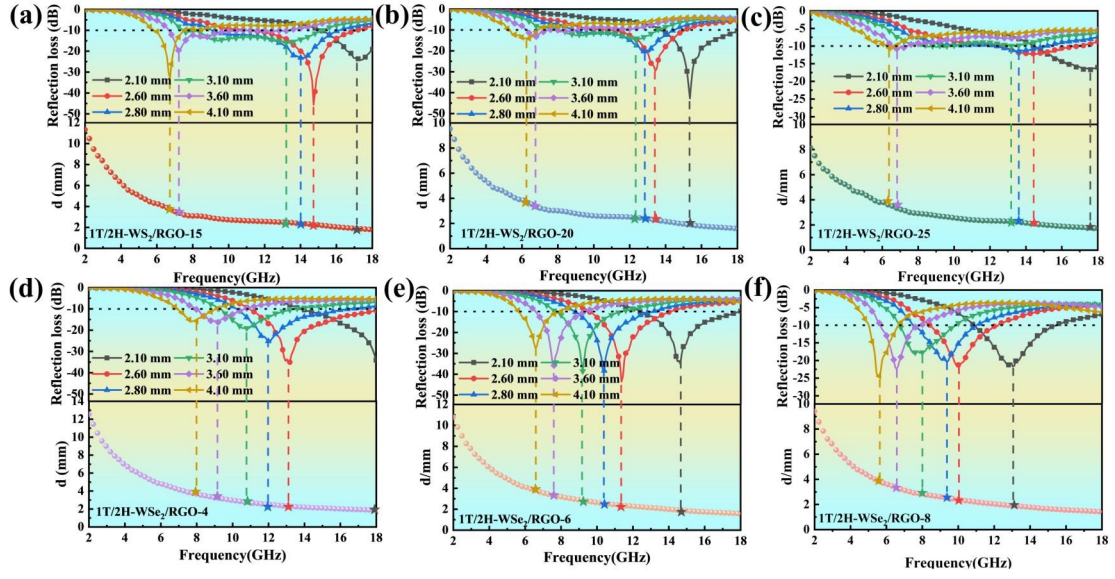 (a)
Reflection loss (dB)
0
-10
-20
-30
-40
-50
2.10 mm 3.10 mm
2.60 mm 3.60 mm
2.80 mm 4.10 mm
d (mm)
12
10
8
6
4
2
0
1T/2H-WS₂/RGO-15
2 4 6 8 10 12 14 16 18
Frequency(GHz)
(b)
Reflection loss (dB)
0
-10
-20
-30
-40
-50
2.10 mm 3.10 mm
2.60 mm 3.60 mm
2.80 mm 4.10 mm
d (mm)
10
8
6
4
2
0
1T/2H-WS₂/RGO-20
2 4 6 8 10 12 14 16 18
Frequency(GHz)
(c)
Reflection loss (dB)
0
-5
-10
-15
-20
-25
-30
2.10 mm 3.10 mm
2.60 mm 3.60 mm
2.80 mm 4.10 mm
d/mm
10
8
6
4
2
0
1T/2H-WS₂/RGO-25
2 4 6 8 10 12 14 16 18
Frequency(GHz)
(d)
Reflection loss (dB)
0
-10
-20
-30
-40
-50
2.10 mm 3.10 mm
2.60 mm 3.60 mm
2.80 mm 4.10 mm
d (mm)
14
12
10
8
6
4
2
0
1T/2H-WSe₂/RGO-4
2 4 6 8 10 12 14 16 18
Frequency(GHz)
(e)
Reflection loss (dB)
0
-10
-20
-30
-40
-50
2.10 mm 3.10 mm
2.60 mm 3.60 mm
2.80 mm 4.10 mm
d/mm
12
10
8
6
4
2
0
1T/2H-WSe₂/RGO-6
2 4 6 8 10 12 14 16 18
Frequency(GHz)
(f)
Reflection loss (dB)
0
-5
-10
-15
-20
-25
-30
2.10 mm 3.10 mm
2.60 mm 3.60 mm
2.80 mm 4.10 mm
d/mm
10
8
6
4
2
0
1T/2H-WSe₂/RGO-8
2 4 6 8 10 12 14 16 18
Frequency(GHz)